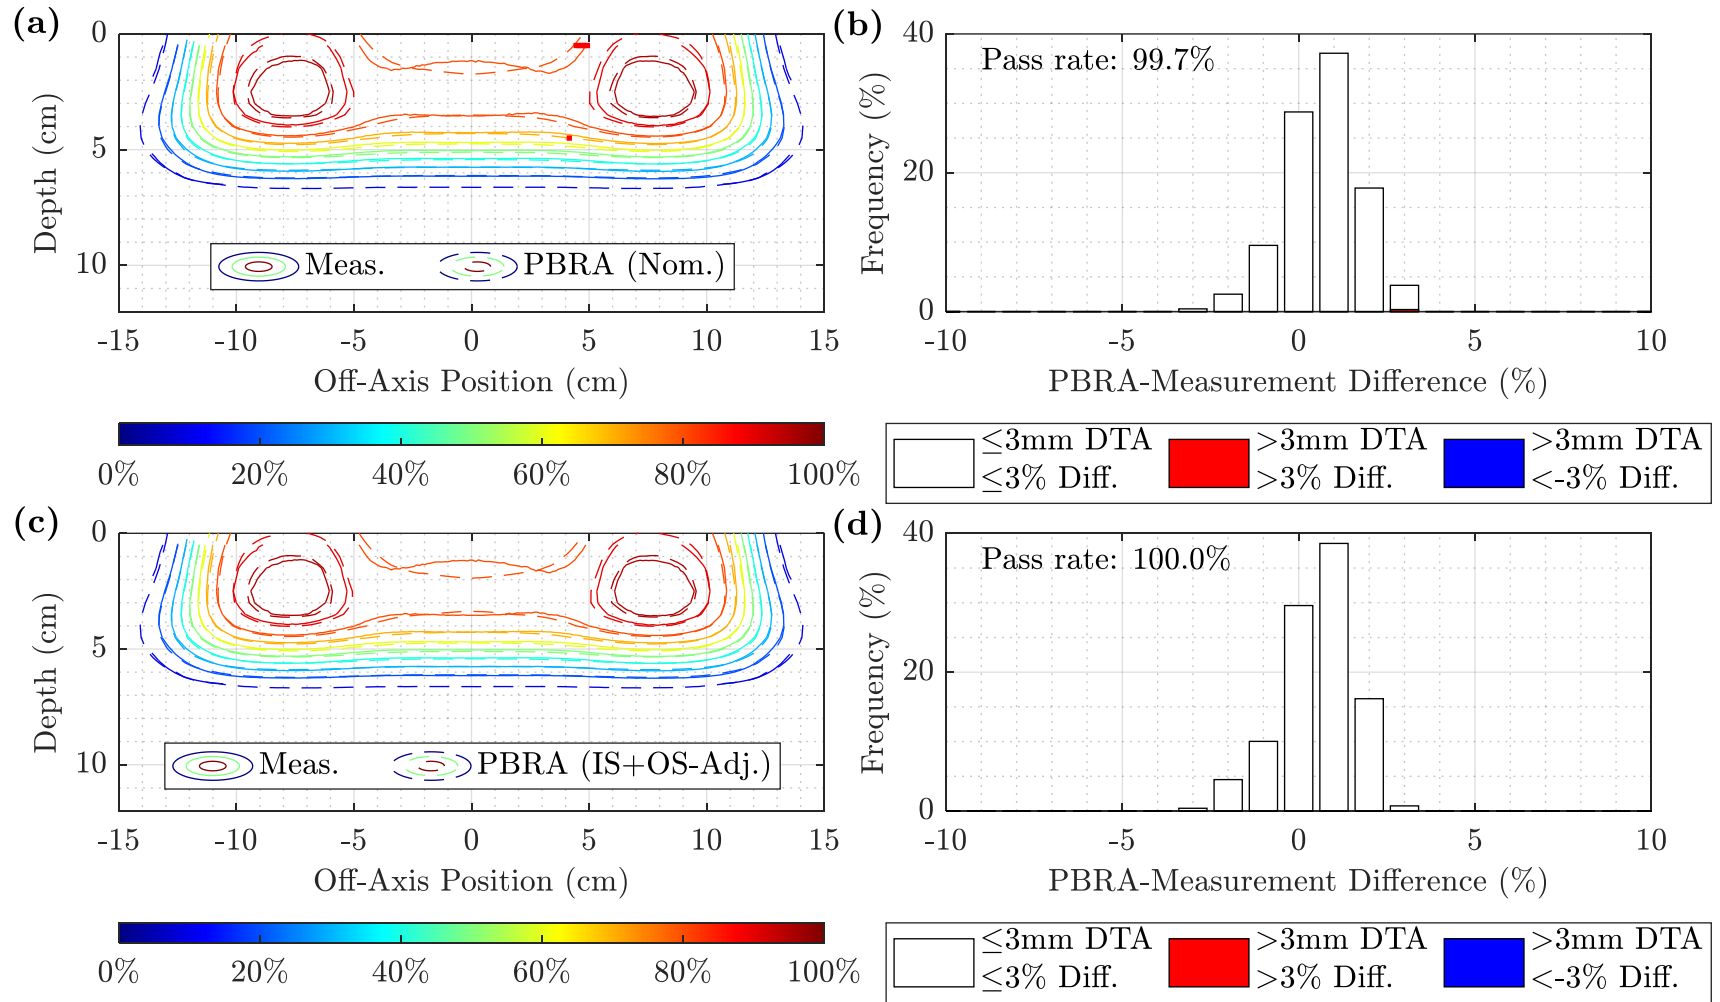 (a)
0
5
10
Depth (cm)
Meas.
PBRA (Nom.)
-15 -10 -5 0 5 10 15
Off-Axis Position (cm)
0% 20% 40% 60% 80% 100%
(b)
40
20
0
Frequency (%)
Pass rate: 99.7%
-10 -5 0 5 10
PBRA-Measurement Difference (%)
≤3mm DTA
≤3% Diff.
>3mm DTA
>3% Diff.
>3mm DTA
<-3% Diff.
(c)
0
5
10
Depth (cm)
Meas.
PBRA (IS+OS-Adj.)
-15 -10 -5 0 5 10 15
Off-Axis Position (cm)
0% 20% 40% 60% 80% 100%
(d)
40
20
0
Frequency (%)
Pass rate: 100.0%
-10 -5 0 5 10
PBRA-Measurement Difference (%)
≤3mm DTA
≤3% Diff.
>3mm DTA
>3% Diff.
>3mm DTA
<-3% Diff.